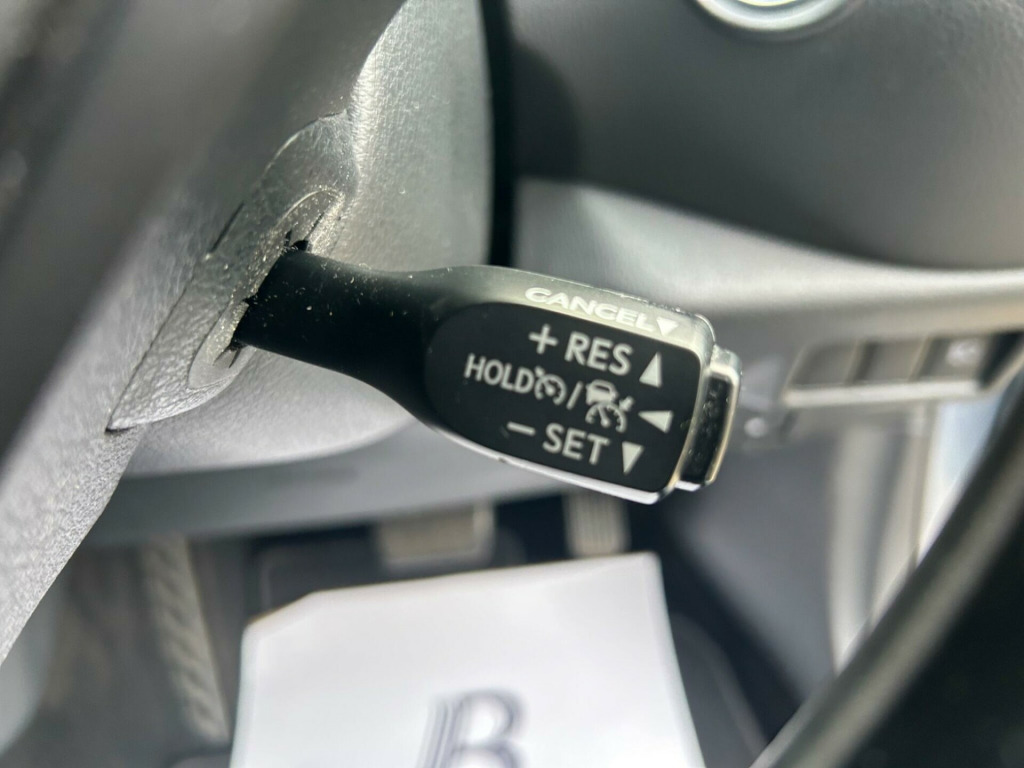 CANCEL▼
+ RES ▲
HOLD / ◀
− SET ▼
B